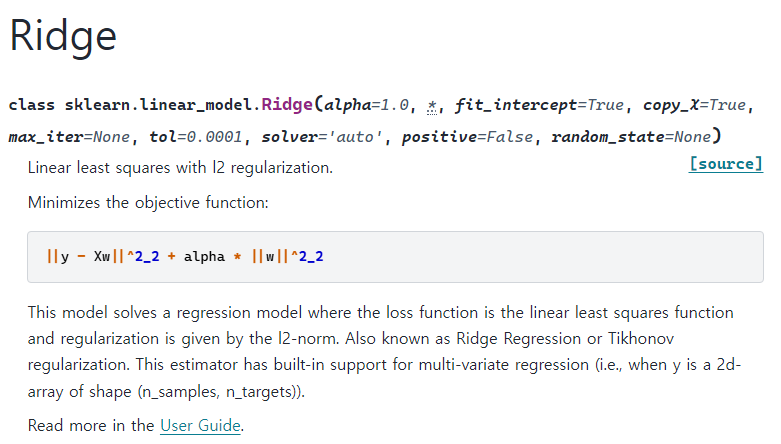 Ridge
class sklearn.linear_model.Ridge(alpha=1.0, *, fit_intercept=True, copy_X=True,
max_iter=None, tol=0.0001, solver='auto', positive=False, random_state=None)
Linear least squares with l2 regularization. [source]
Minimizes the objective function:
||y - Xw||^2_2 + alpha * ||w||^2_2
This model solves a regression model where the loss function is the linear least squares function
and regularization is given by the l2-norm. Also known as Ridge Regression or Tikhonov
regularization. This estimator has built-in support for multi-variate regression (i.e., when y is a 2d-
array of shape (n_samples, n_targets)).
Read more in the User Guide.